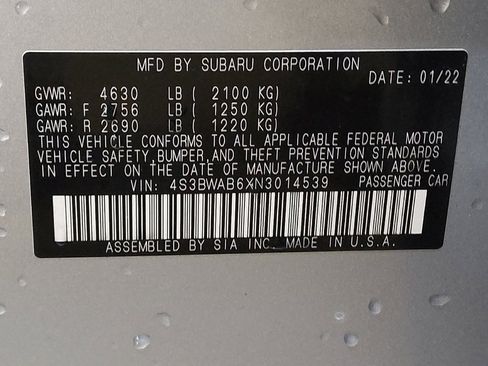 MFD BY SUBARU CORPORATION
DATE: 01/22
GVWR: 4630 LB ( 2100 KG)
GAWR: F 2756 LB ( 1250 KG)
GAWR: R 2690 LB ( 1220 KG)
THIS VEHICLE CONFORMS TO ALL APPLICABLE FEDERAL MOTOR
VEHICLE SAFETY, BUMPER, AND THEFT PREVENTION STANDARDS
IN EFFECT ON THE DATE OF MANUFACTURE SHOWN ABOVE.
VIN: 4S3BWAB6XN3014539 PASSENGER CAR
ASSEMBLED BY SIA INC. MADE IN U.S.A.